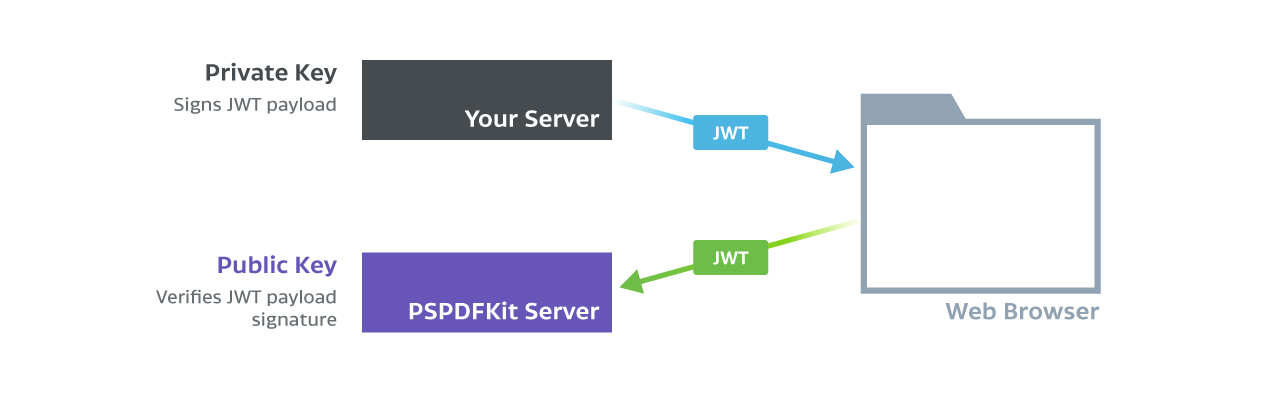 Private Key
Signs JWT payload
Your Server
JWT
JWT
Public Key
Verifies JWT payload
signature
PSPDFKit Server
Web Browser